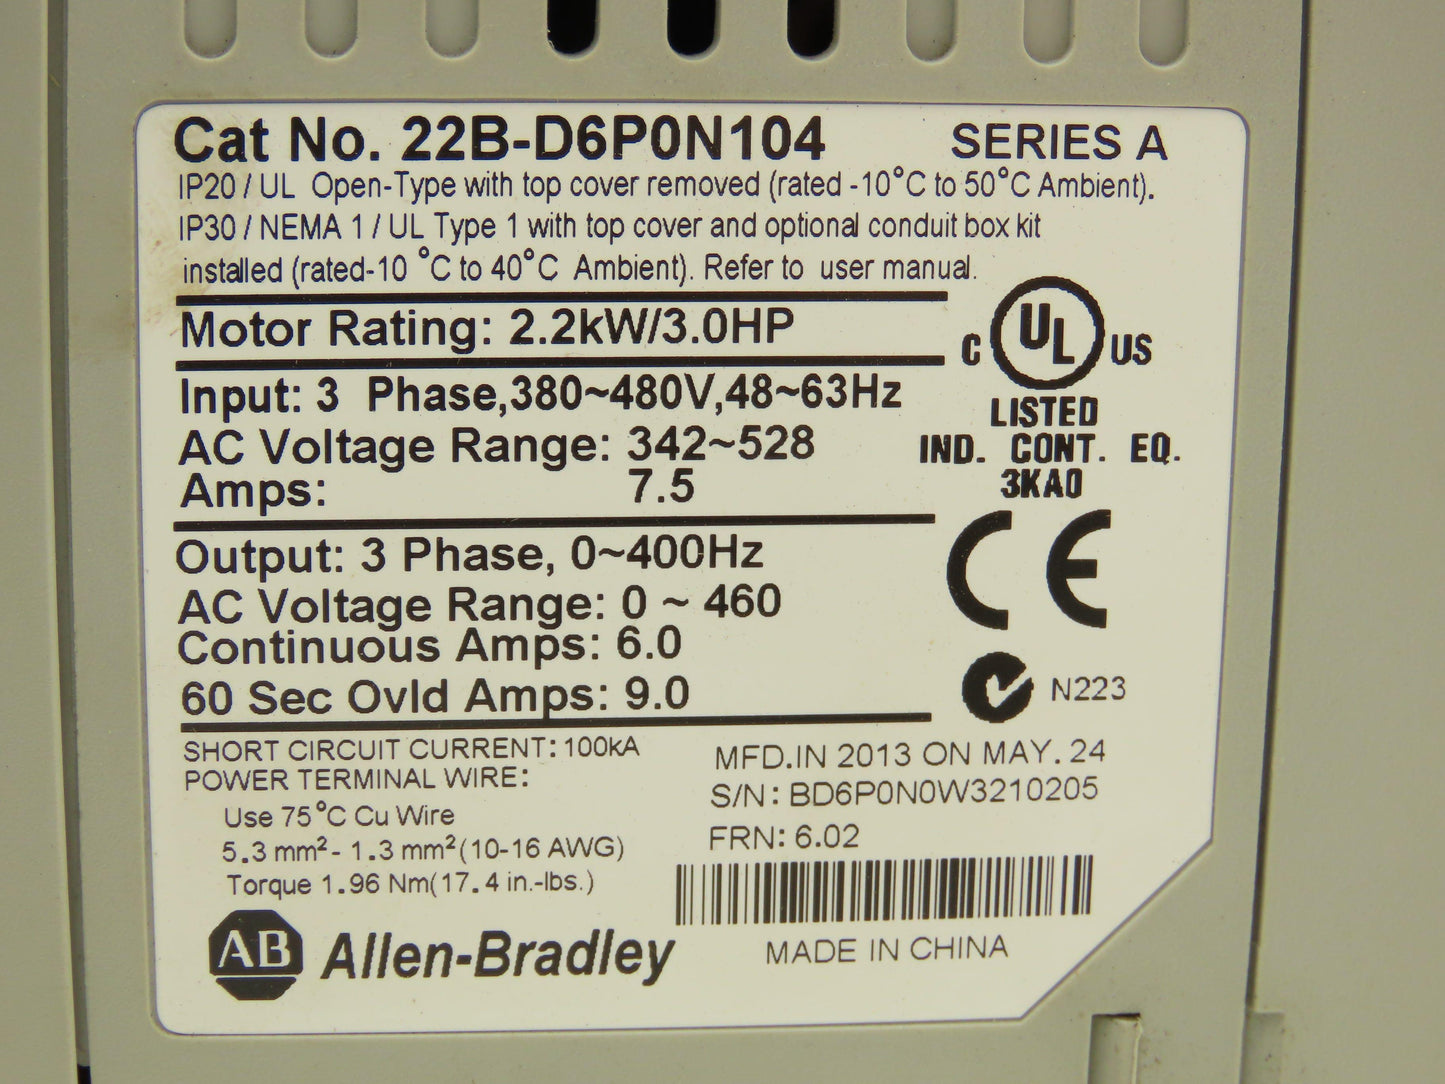 Cat No. 22B-D6P0N104 SERIES A
IP20 / UL Open-Type with top cover removed (rated -10°C to 50°C Ambient).
IP30 / NEMA 1 / UL Type 1 with top cover and optional conduit box kit
installed (rated-10 °C to 40°C Ambient). Refer to user manual.
Motor Rating: 2.2kW/3.0HP
C UL US
LISTED
IND. CONT. EQ.
3KA0
Input: 3 Phase,380~480V,48~63Hz
AC Voltage Range: 342~528
Amps: 7.5
CE
Output: 3 Phase, 0~400Hz
AC Voltage Range: 0 ~ 460
Continuous Amps: 6.0
60 Sec Ovld Amps: 9.0
N223
SHORT CIRCUIT CURRENT: 100kA
POWER TERMINAL WIRE:
Use 75°C Cu Wire
5.3 mm²- 1.3 mm²(10-16 AWG)
Torque 1.96 Nm(17.4 in.-lbs.)
MFD.IN 2013 ON MAY. 24
S/N: BD6P0N0W3210205
FRN: 6.02
AB Allen-Bradley
MADE IN CHINA